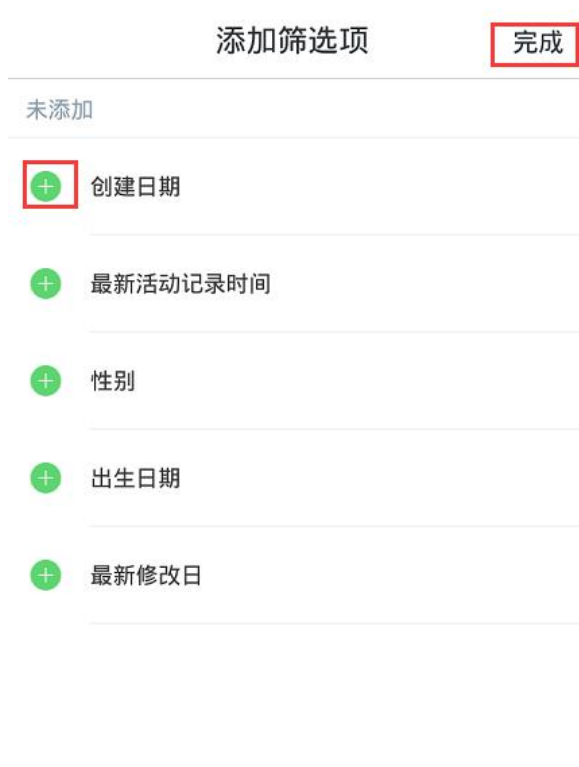 添加筛选项
完成
未添加
创建日期
最新活动记录时间
性别
出生日期
最新修改日